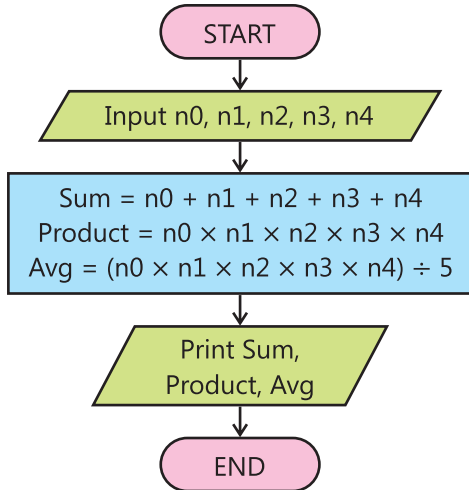 START
Input n0, n1, n2, n3, n4
Sum = n0 + n1 + n2 + n3 + n4
Product = n0 × n1 × n2 × n3 × n4
Avg = (n0 × n1 × n2 × n3 × n4) ÷ 5
Print Sum,
Product, Avg
END